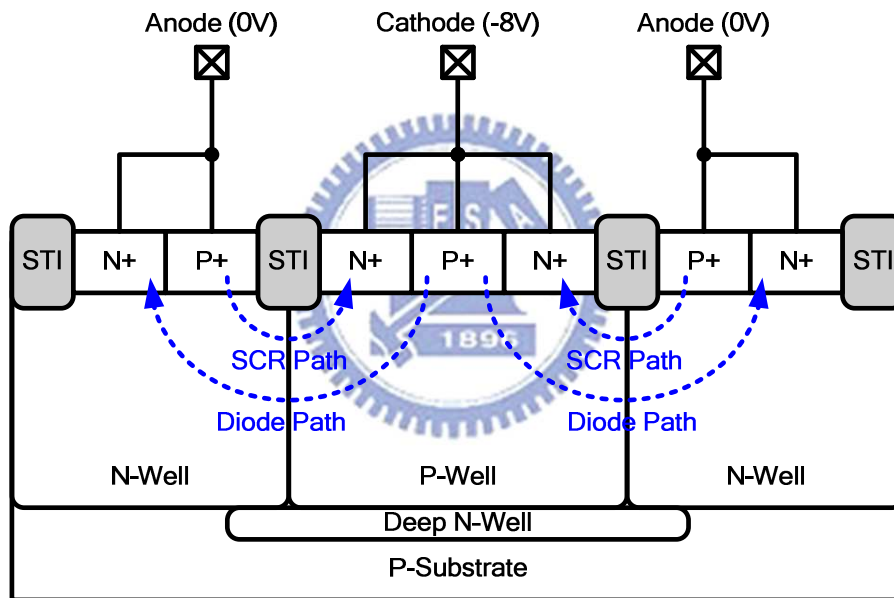 Anode (0V) Cathode (-8V) Anode (0V)
STI N+ P+ STI N+ P+ N+ STI P+ N+ STI
SCR Path SCR Path
Diode Path Diode Path
N-Well P-Well N-Well
Deep N-Well
P-Substrate
E S A
1896